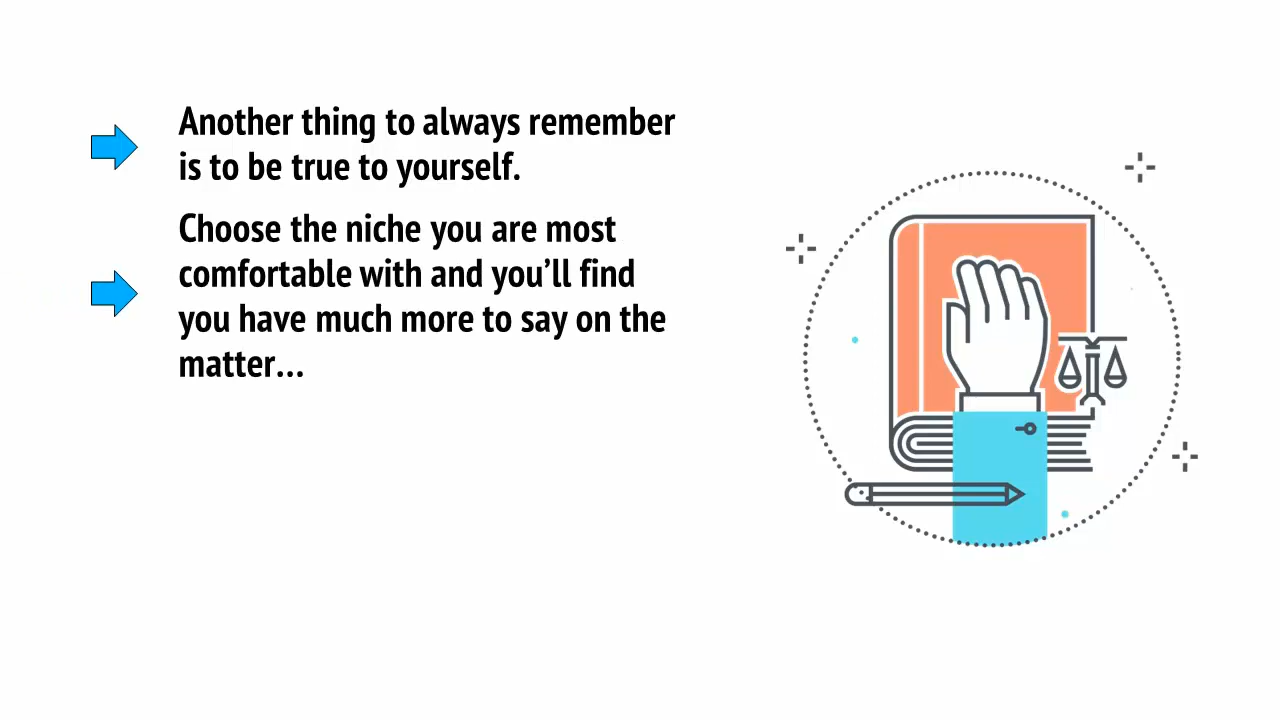 Another thing to always remember
is to be true to yourself.
Choose the niche you are most
comfortable with and you’ll find
you have much more to say on the
matter…